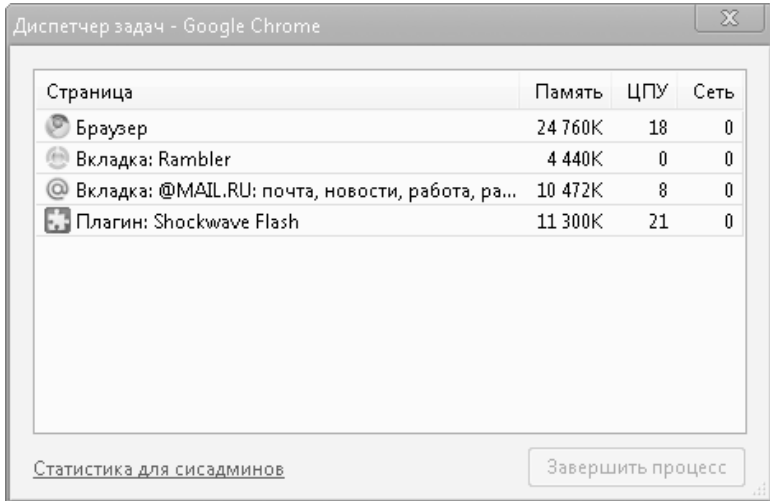 Диспетчер задач - Google Chrome
Страница Память ЦПУ Сеть
Браузер 24 760K 18 0
Вкладка: Rambler 4 440K 0 0
Вкладка: @MAIL.RU: почта, новости, работа, ра... 10 472K 8 0
Плагин: Shockwave Flash 11 300K 21 0
Статистика для сисадминов Завершить процесс